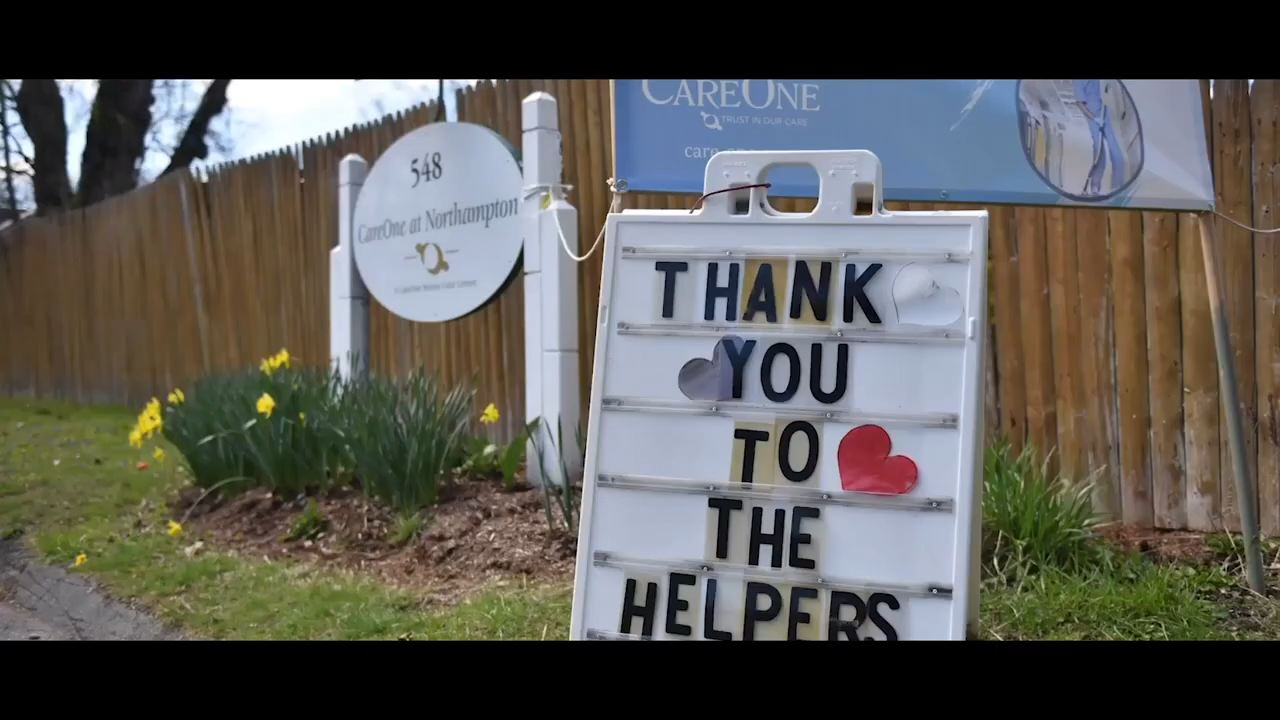 548
CareOne at Northampton
CAREONE
TRUST IN OUR CARE
THANK
YOU
TO
THE
HELPERS